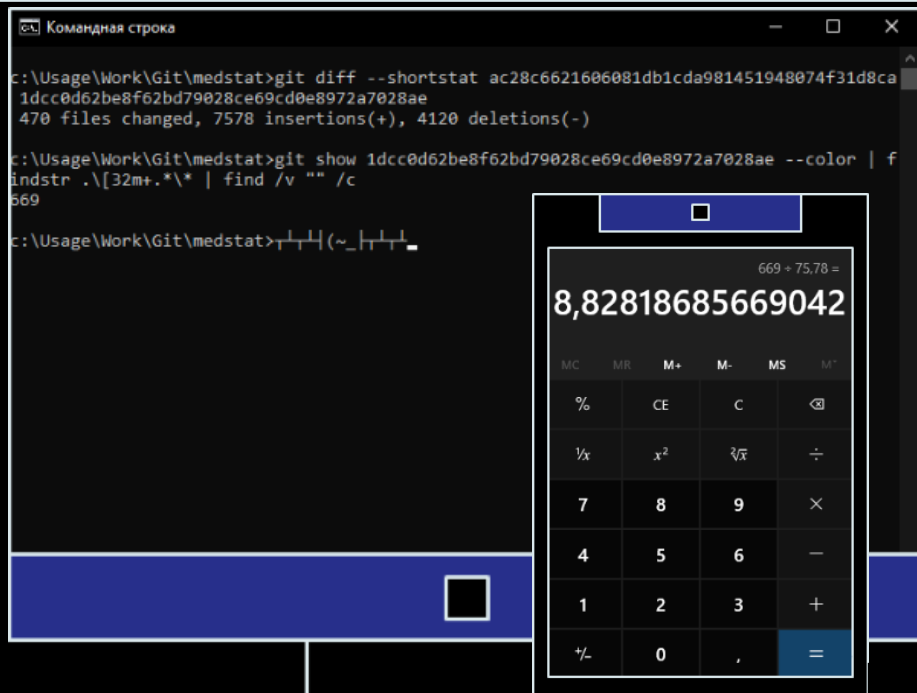 Командная строка
c:\Usage\Work\Git\medstat>git diff --shortstat ac28c6621606081db1cda981451948074f31d8ca
1dcc0d62be8f62bd79028ce69cd0e8972a7028ae
470 files changed, 7578 insertions(+), 4120 deletions(-)
c:\Usage\Work\Git\medstat>git show 1dcc0d62be8f62bd79028ce69cd0e8972a7028ae --color | f
indstr .\[32m+.*\* | find /v "" /c
669
c:\Usage\Work\Git\medstat>┬┴┬┴┤(~_├┬┴┬┴
669 ÷ 75,78 =
8,82818685669042
MC MR M+ M- MS M˅
% CE C ⌫
¹/x x² ²√x ÷
7 8 9 ×
4 5 6 −
1 2 3 +
+/− 0 , =